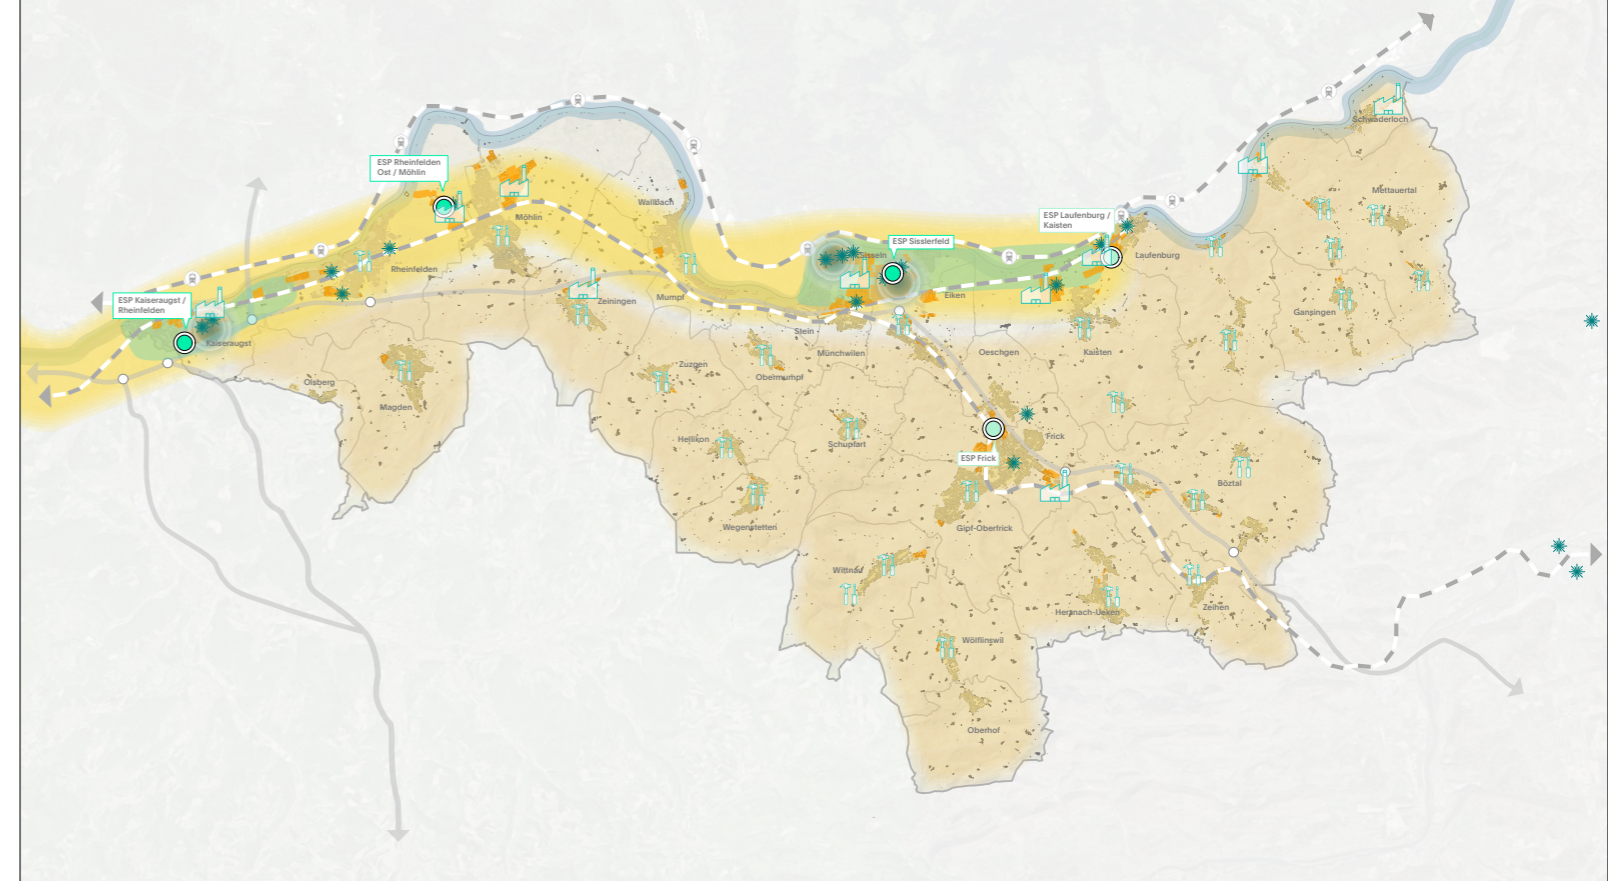 Schwaderloch
ESP Rheinfelden
Ost / Möhlin
Mettauertal
Wallbach
Möhlin
ESP Laufenburg /
Kaisten
ESP Sisslerfeld
Sisseln
Laufenburg
Rheinfelden
Eiken
ESP Kaiseraugst /
Rheinfelden
Mumpf
Zeiningen
Gansingen
Stein
Kaiseraugst
Münchwilen
Oeschgen
Kaisten
Zuzgen
Obermumpf
Olsberg
Magden
Hellikon
Schupfart
Frick
ESP Frick
Böztal
Wegenstetten
Gipf-Oberfrick
Wittnau
Herznach-Ueken
Zeihen
Wölflinswil
Oberhof